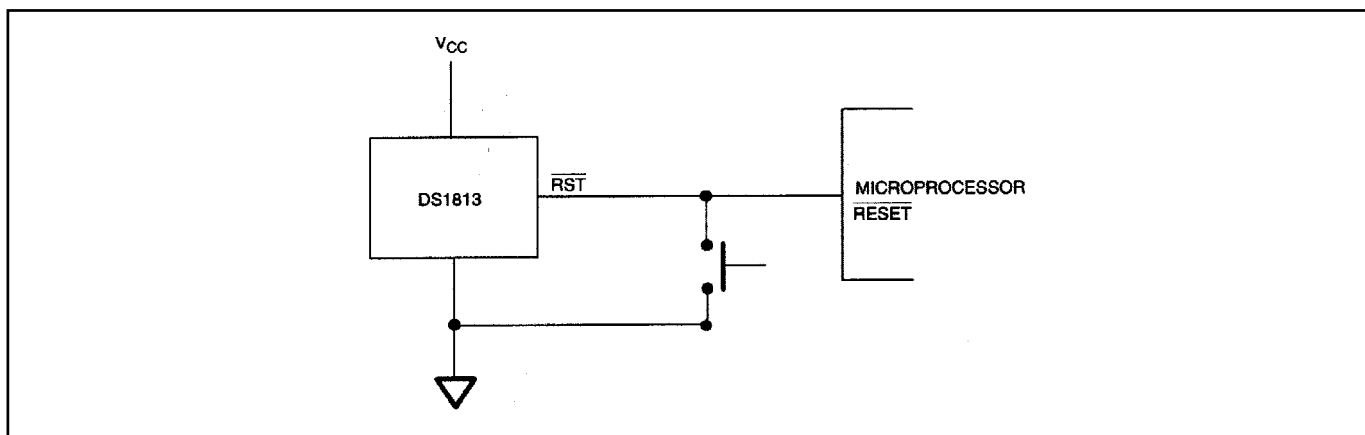 VCC
DS1813
RST
MICROPROCESSOR
RESET